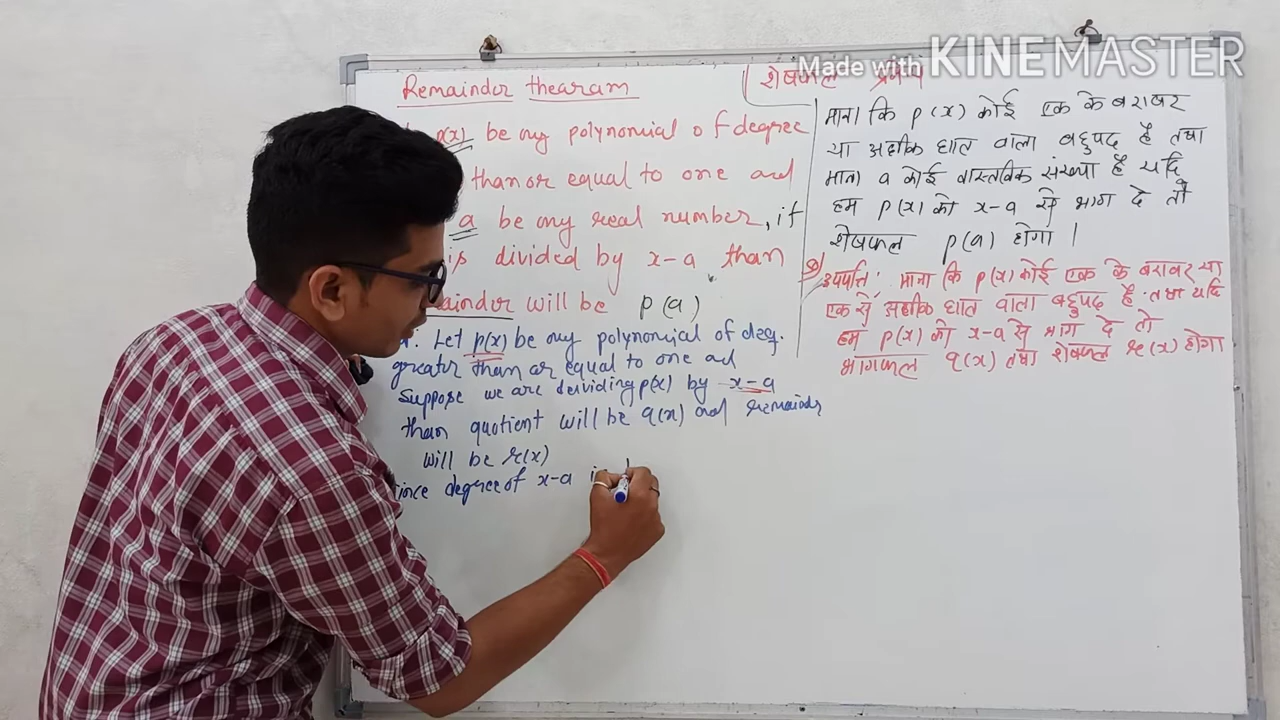 Made with KINEMASTER
Remainder thearam
p(x) be any polynomial of degree
than or equal to one and
a be any real number, if
is divided by x-a than
ainder will be p(a)
Let p(x) be any polynomial of deg.
greater than or equal to one and
Suppose we are dividing p(x) by x-a
than quotient will be q(x) and remainder
will be r(x)
ince degree of x-a
शेषफल प्रमेय
माना कि p(x) कोई एक के बराबर
या अधिक घात वाला बहुपद है तथा
माना a कोई वास्तविक संख्या है यदि
हम p(x) को x-a से भाग दे तो
शेषफल p(a) होगा ।
उपपत्ति: माना कि p(x) कोई एक के बराबर या
एक से अधिक घात वाला बहुपद है तथा यदि
हम p(x) को x-a से भाग दे तो
भागफल q(x) तथा शेषफल r(x) होगा